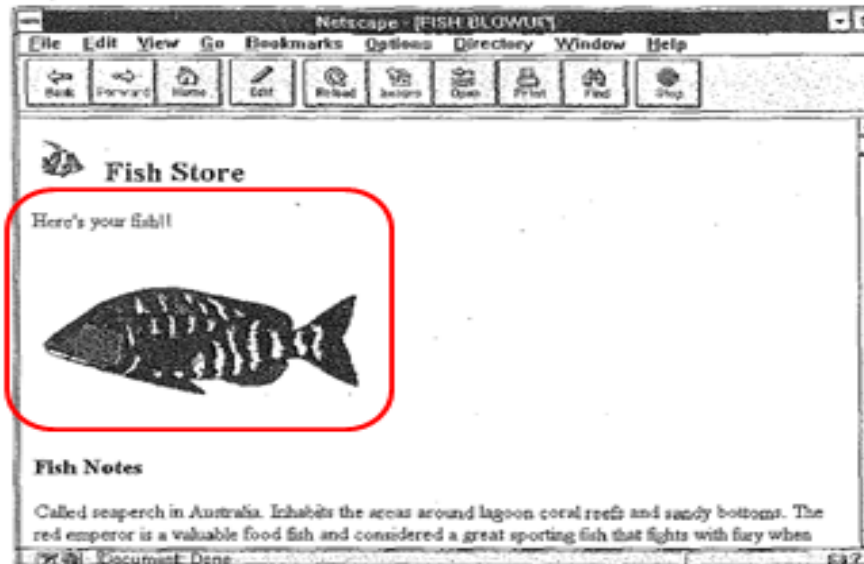 Netscape - [FISH BLOWUP]
File Edit View Go Bookmarks Options Directory Window Help
Back Forward Home Edit Reload Images Open Print Find Stop
Fish Store
Here's your fish!!
Fish Notes
Called seaperch in Australia. Inhabits the areas around lagoon coral reefs and sandy bottoms. The
red emperor is a valuable food fish and considered a great sporting fish that fights with fury when
Document: Done